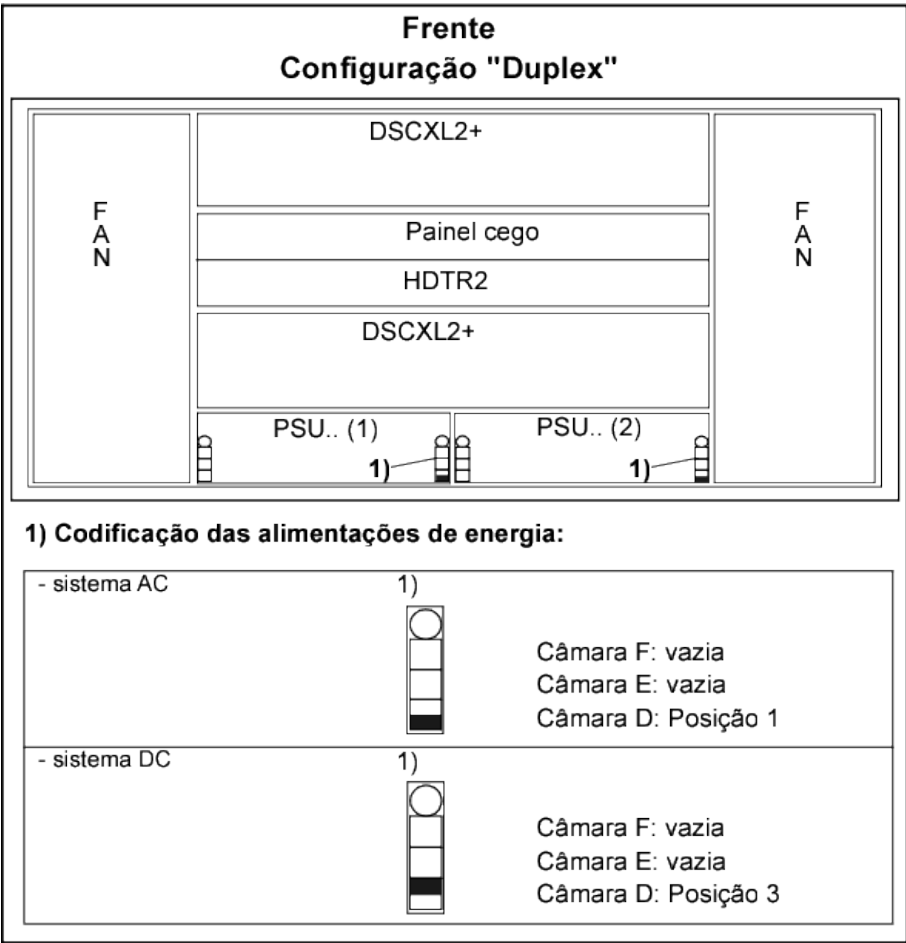 Frente
Configuração "Duplex"
DSCXL2+
FAN
FAN
Painel cego
HDTR2
DSCXL2+
PSU.. (1)
PSU.. (2)
1)
1)
1) Codificação das alimentações de energia:
- sistema AC
1)
Câmara F: vazia
Câmara E: vazia
Câmara D: Posição 1
- sistema DC
1)
Câmara F: vazia
Câmara E: vazia
Câmara D: Posição 3